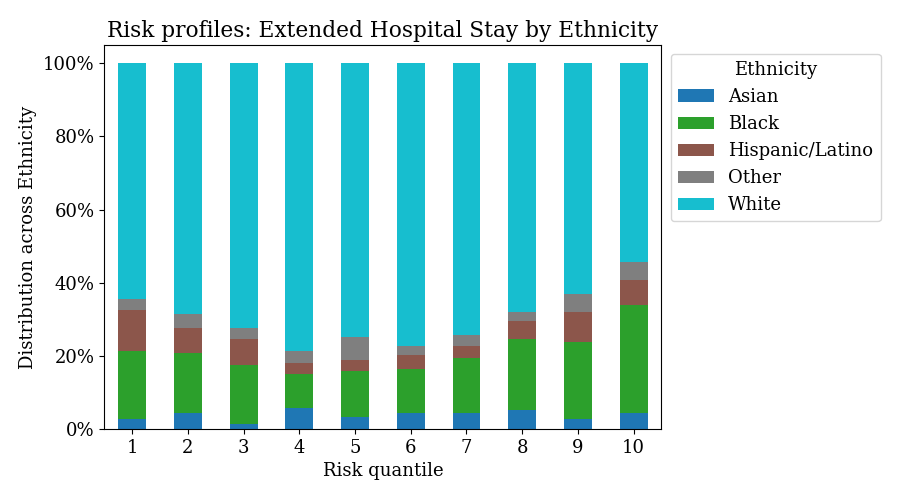 Risk profiles: Extended Hospital Stay by Ethnicity
Distribution across Ethnicity
100%
80%
60%
40%
20%
0%
1 2 3 4 5 6 7 8 9 10
Risk quantile
Ethnicity
Asian
Black
Hispanic/Latino
Other
White